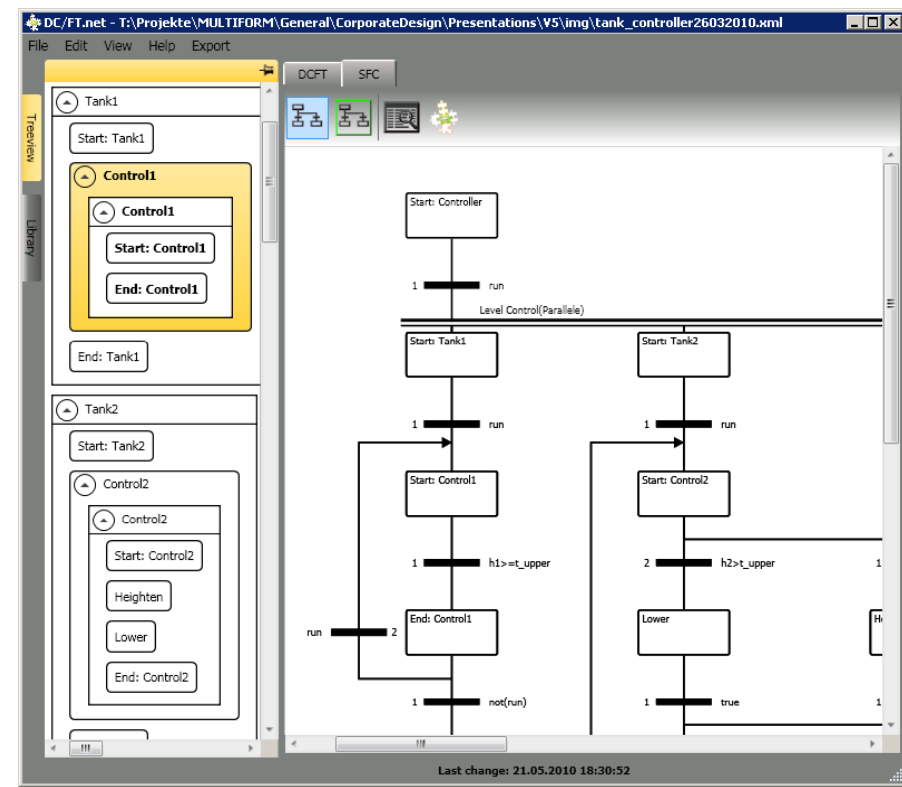 DC/FT.net - T:\Projekte\MULTIFORM\General\CorporateDesign\Presentations\V5\img\tank_controller26032010.xml
File Edit View Help Export
Treeview
Library
Tank1
Start: Tank1
Control1
Control1
Start: Control1
End: Control1
End: Tank1
Tank2
Start: Tank2
Control2
Control2
Start: Control2
Heighten
Lower
End: Control2
DCFT SFC
Start: Controller
1 run
Level Control(Parallele)
Start: Tank1 Start: Tank2
1 run 1 run
Start: Control1 Start: Control2
1 h1>=t_upper 2 h2>t_upper 1
End: Control1 Lower
run 2
1 not(run) 1 true 1
Last change: 21.05.2010 18:30:52